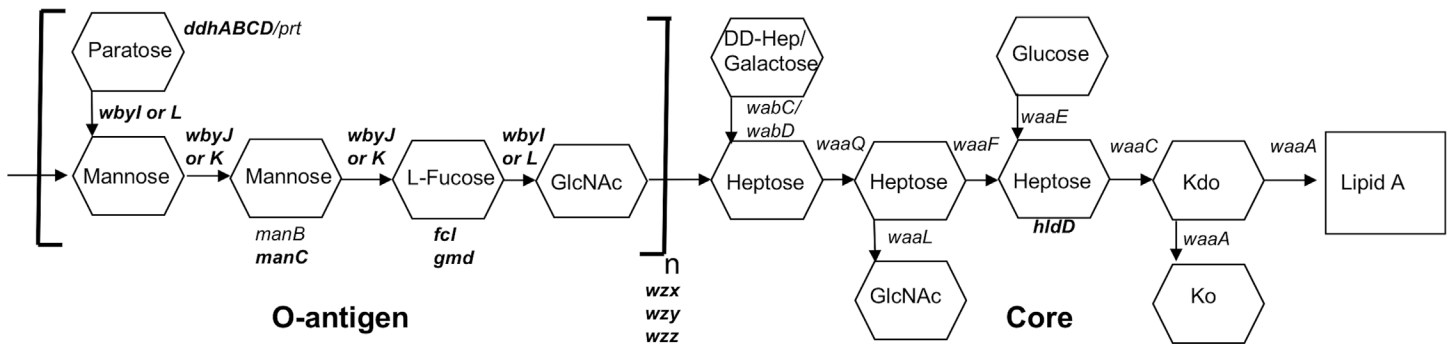 Paratose
ddhABCD/prt
wbyI or L
Mannose
wbyJ
or K
Mannose
manB
manC
wbyJ
or K
L-Fucose
fcl
gmd
wbyI
or L
GlcNAc
n
wzx
wzy
wzz
O-antigen
DD-Hep/
Galactose
wabC/
wabD
Heptose
waaQ
Heptose
waaL
GlcNAc
waaF
Glucose
waaE
Heptose
hldD
waaC
Kdo
waaA
Ko
waaA
Lipid A
Core